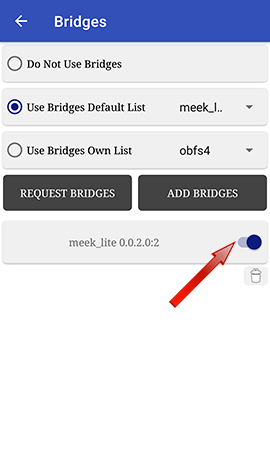 Bridges
Do Not Use Bridges
Use Bridges Default List meek_l..
Use Bridges Own List obfs4
REQUEST BRIDGES ADD BRIDGES
meek_lite 0.0.2.0:2